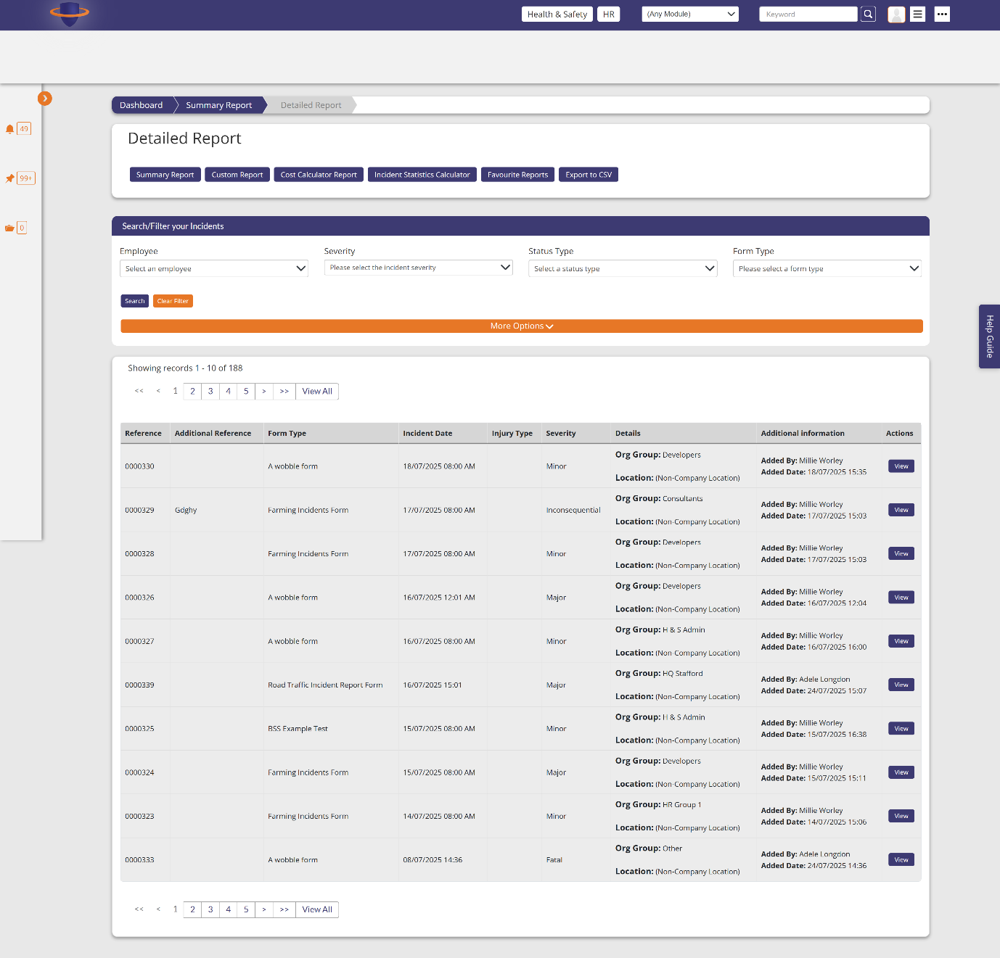 Health & Safety HR (Any Module) Keyword
Dashboard Summary Report Detailed Report
49
99+
0
Detailed Report
Summary Report Custom Report Cost Calculator Report Incident Statistics Calculator Favourite Reports Export to CSV
Search/Filter your Incidents
Employee Severity Status Type Form Type
Select an employee Please select the incident severity Select a status type Please select a form type
Search Clear Filter
More Options
Help Guide
Showing records 1 - 10 of 188
<< < 1 2 3 4 5 > >> View All
Reference Additional Reference Form Type Incident Date Injury Type Severity Details Additional information Actions
0000330 A wobble form 18/07/2025 08:00 AM Minor Org Group: Developers Location: (Non-Company Location) Added By: Millie Worley Added Date: 18/07/2025 15:35 View
0000329 Gdghy Farming Incidents Form 17/07/2025 08:00 AM Inconsequential Org Group: Consultants Location: (Non-Company Location) Added By: Millie Worley Added Date: 17/07/2025 15:03 View
0000328 Farming Incidents Form 17/07/2025 08:00 AM Minor Org Group: Developers Location: (Non-Company Location) Added By: Millie Worley Added Date: 17/07/2025 15:03 View
0000326 A wobble form 16/07/2025 12:01 AM Major Org Group: Developers Location: (Non-Company Location) Added By: Millie Worley Added Date: 16/07/2025 12:04 View
0000327 A wobble form 16/07/2025 08:00 AM Minor Org Group: H & S Admin Location: (Non-Company Location) Added By: Millie Worley Added Date: 16/07/2025 16:00 View
0000339 Road Traffic Incident Report Form 16/07/2025 15:01 Major Org Group: HQ Stafford Location: (Non-Company Location) Added By: Adele Longdon Added Date: 24/07/2025 15:07 View
0000325 BSS Example Test 15/07/2025 08:00 AM Minor Org Group: H & S Admin Location: (Non-Company Location) Added By: Millie Worley Added Date: 15/07/2025 16:38 View
0000324 Farming Incidents Form 15/07/2025 08:00 AM Major Org Group: Developers Location: (Non-Company Location) Added By: Millie Worley Added Date: 15/07/2025 15:11 View
0000323 Farming Incidents Form 14/07/2025 08:00 AM Minor Org Group: HR Group 1 Location: (Non-Company Location) Added By: Millie Worley Added Date: 14/07/2025 15:06 View
0000333 A wobble form 08/07/2025 14:36 Fatal Org Group: Other Location: (Non-Company Location) Added By: Adele Longdon Added Date: 24/07/2025 14:36 View
<< < 1 2 3 4 5 > >> View All